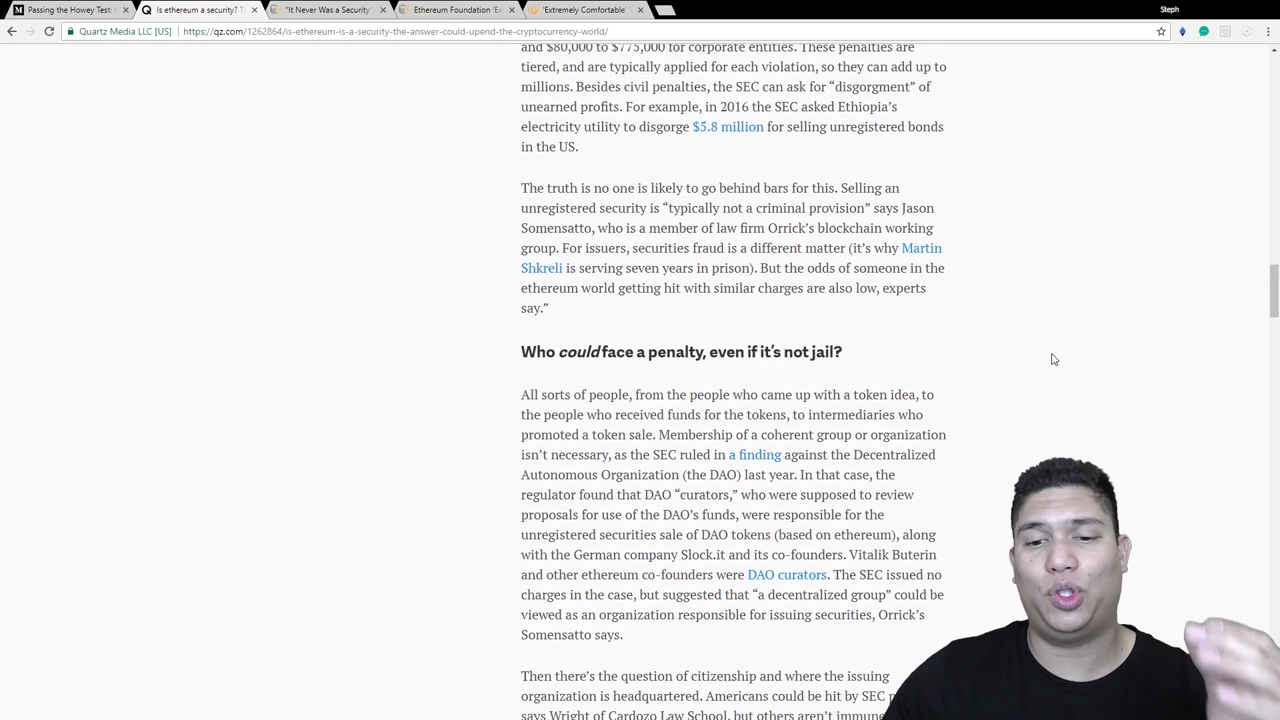 Passing the Howey Test:
Is ethereum a security? T
"It Never Was a Security"
Ethereum Foundation 'Ex
'Extremely Comfortable'
Steph
Quartz Media LLC [US]
https://qz.com/1262864/is-ethereum-is-a-security-the-answer-could-upend-the-cryptocurrency-world/
and $80,000 to $775,000 for corporate entities. These penalties are
tiered, and are typically applied for each violation, so they can add up to
millions. Besides civil penalties, the SEC can ask for “disgorgment” of
unearned profits. For example, in 2016 the SEC asked Ethiopia’s
electricity utility to disgorge $5.8 million for selling unregistered bonds
in the US.
The truth is no one is likely to go behind bars for this. Selling an
unregistered security is “typically not a criminal provision” says Jason
Somensatto, who is a member of law firm Orrick’s blockchain working
group. For issuers, securities fraud is a different matter (it’s why Martin
Shkreli is serving seven years in prison). But the odds of someone in the
ethereum world getting hit with similar charges are also low, experts
say.”
Who could face a penalty, even if it’s not jail?
All sorts of people, from the people who came up with a token idea, to
the people who received funds for the tokens, to intermediaries who
promoted a token sale. Membership of a coherent group or organization
isn’t necessary, as the SEC ruled in a finding against the Decentralized
Autonomous Organization (the DAO) last year. In that case, the
regulator found that DAO “curators,” who were supposed to review
proposals for use of the DAO’s funds, were responsible for the
unregistered securities sale of DAO tokens (based on ethereum), along
with the German company Slock.it and its co-founders. Vitalik Buterin
and other ethereum co-founders were DAO curators. The SEC issued no
charges in the case, but suggested that “a decentralized group” could be
viewed as an organization responsible for issuing securities, Orrick’s
Somensatto says.
Then there’s the question of citizenship and where the issuing
organization is headquartered. Americans could be hit by SEC
says Wright of Cardozo Law School, but others aren’t immune